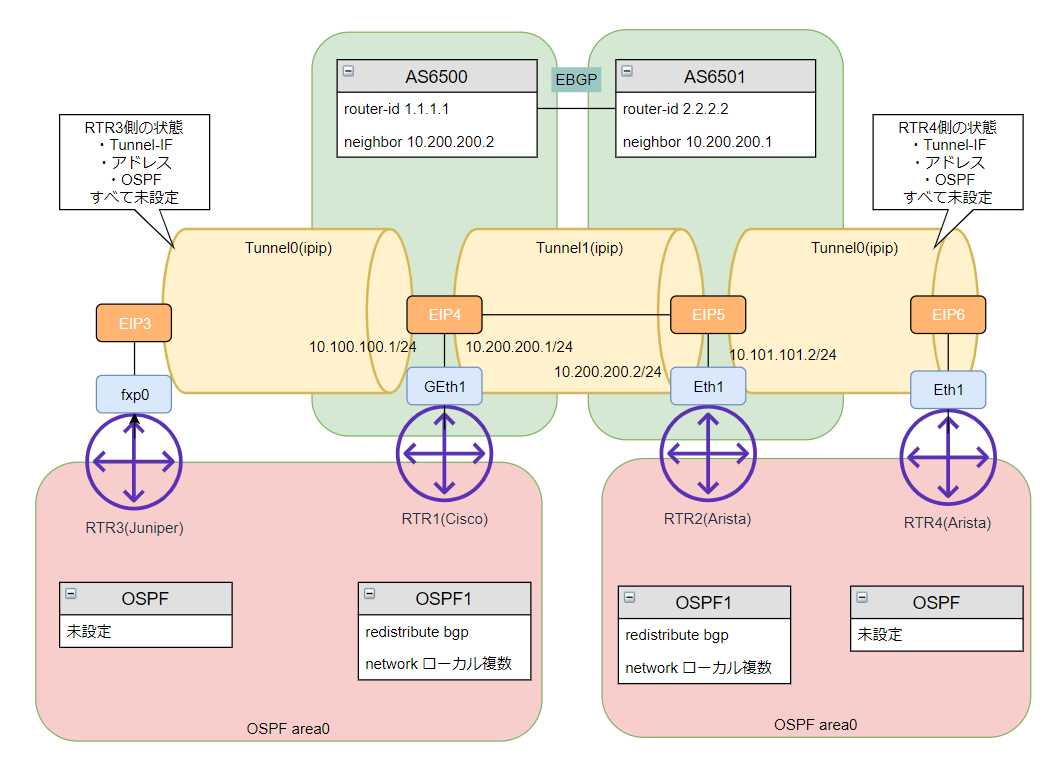 AS6500
router-id 1.1.1.1
neighbor 10.200.200.2
EBGP
AS6501
router-id 2.2.2.2
neighbor 10.200.200.1
RTR3側の状態
・Tunnel-IF
・アドレス
・OSPF
すべて未設定
RTR4側の状態
・Tunnel-IF
・アドレス
・OSPF
すべて未設定
Tunnel0(ipip)
Tunnel1(ipip)
Tunnel0(ipip)
EIP3
EIP4
EIP5
EIP6
10.100.100.1/24
10.200.200.1/24
10.200.200.2/24
10.101.101.2/24
fxp0
GEth1
Eth1
Eth1
RTR3(Juniper)
RTR1(Cisco)
RTR2(Arista)
RTR4(Arista)
OSPF
未設定
OSPF1
redistribute bgp
network ローカル複数
OSPF1
redistribute bgp
network ローカル複数
OSPF
未設定
OSPF area0
OSPF area0